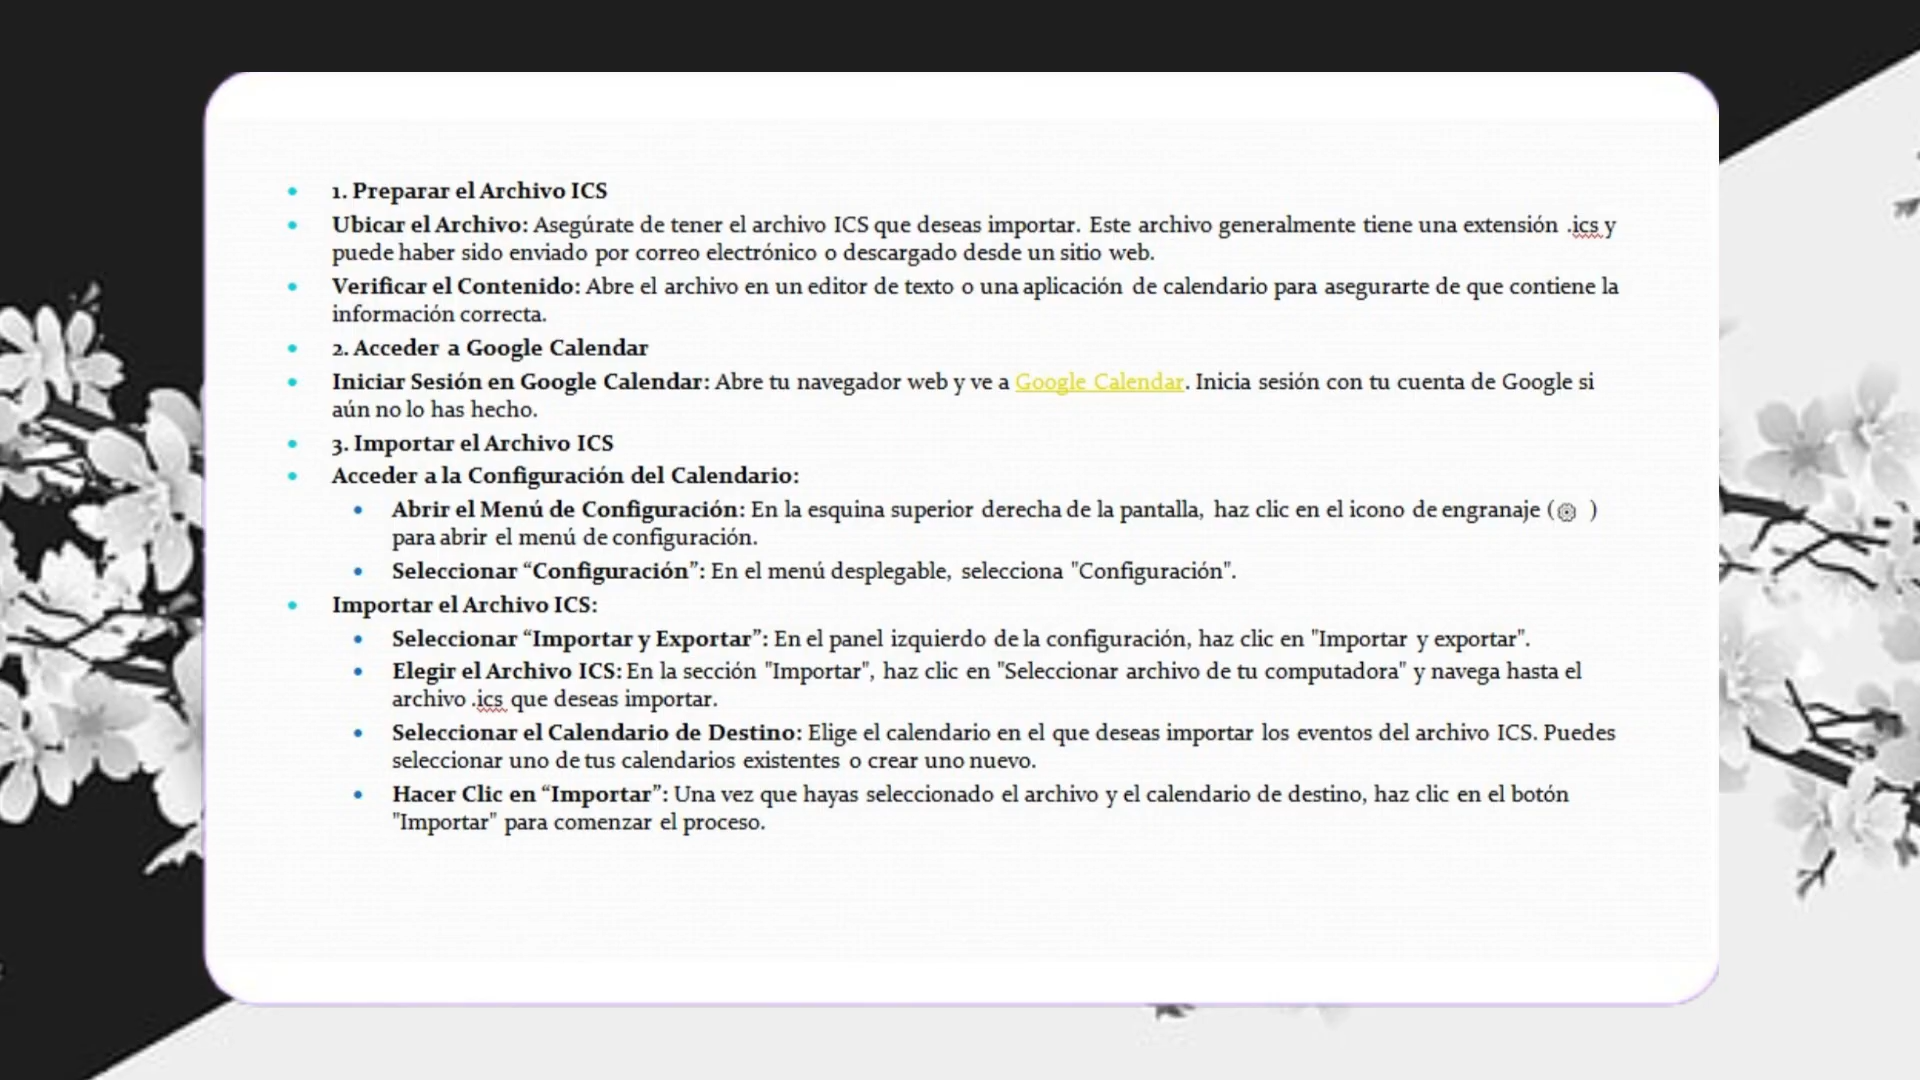 1. Preparar el Archivo ICS
Ubicar el Archivo: Asegúrate de tener el archivo ICS que deseas importar. Este archivo generalmente tiene una extensión .ics y
puede haber sido enviado por correo electrónico o descargado desde un sitio web.
Verificar el Contenido: Abre el archivo en un editor de texto o una aplicación de calendario para asegurarte de que contiene la
información correcta.
2. Acceder a Google Calendar
Iniciar Sesión en Google Calendar: Abre tu navegador web y ve a Google Calendar. Inicia sesión con tu cuenta de Google si
aún no lo has hecho.
3. Importar el Archivo ICS
Acceder a la Configuración del Calendario:
Abrir el Menú de Configuración: En la esquina superior derecha de la pantalla, haz clic en el icono de engranaje (⚙ )
para abrir el menú de configuración.
Seleccionar “Configuración”: En el menú desplegable, selecciona "Configuración".
Importar el Archivo ICS:
Seleccionar “Importar y Exportar”: En el panel izquierdo de la configuración, haz clic en "Importar y exportar".
Elegir el Archivo ICS: En la sección "Importar", haz clic en "Seleccionar archivo de tu computadora" y navega hasta el
archivo .ics que deseas importar.
Seleccionar el Calendario de Destino: Elige el calendario en el que deseas importar los eventos del archivo ICS. Puedes
seleccionar uno de tus calendarios existentes o crear uno nuevo.
Hacer Clic en “Importar”: Una vez que hayas seleccionado el archivo y el calendario de destino, haz clic en el botón
"Importar" para comenzar el proceso.